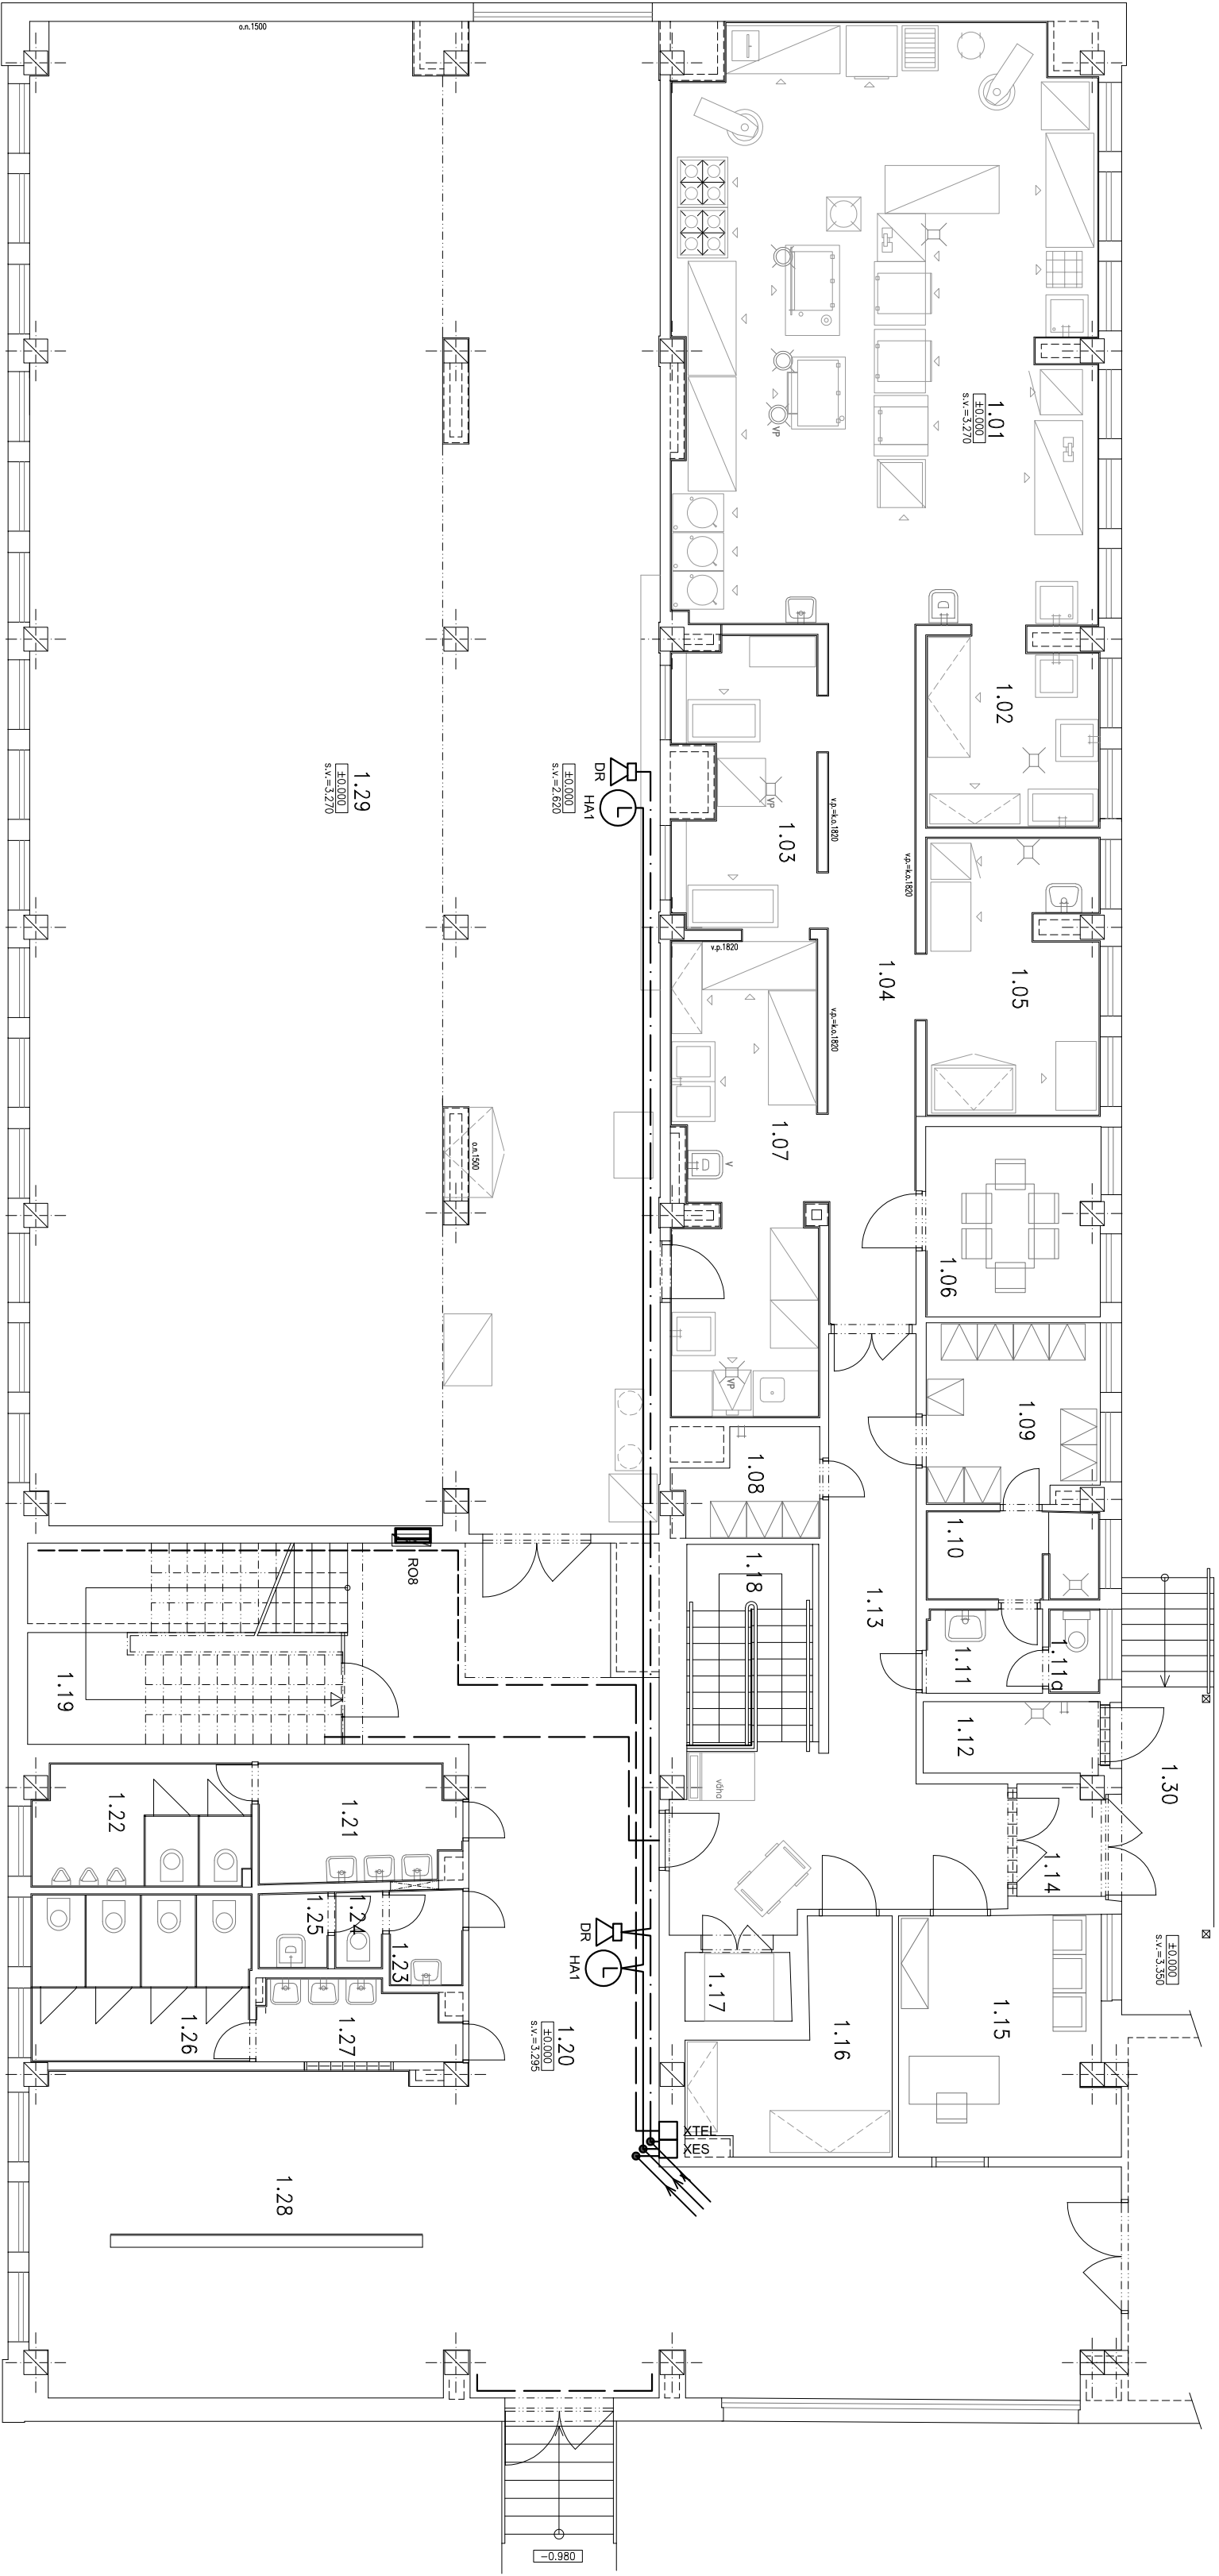 o.n.1500
1.01
±0.000
s.v.=3.270
VP
1.02
1.03
VP
v.p.=k.o.1820
v.p.=k.o.1820
DR
HA1
±0.000
s.v.=2.620
1.29
±0.000
s.v.=3.270
v.p.1820
1.04
1.05
v.p.=k.o.1820
1.07
V
o.n.1500
1.06
VP
1.09
1.08
1.10
RO8
1.18
1.13
1.11
1.11a
1.19
1.12
1.30
±0.000
s.v.=3.350
váha
1.14
1.22
1.21
1.25
1.24
1.23
DR
HA1
1.17
1.16
1.15
1.26
1.27
1.20
±0.000
s.v.=3.295
XTEL
XES
1.28
-0.980